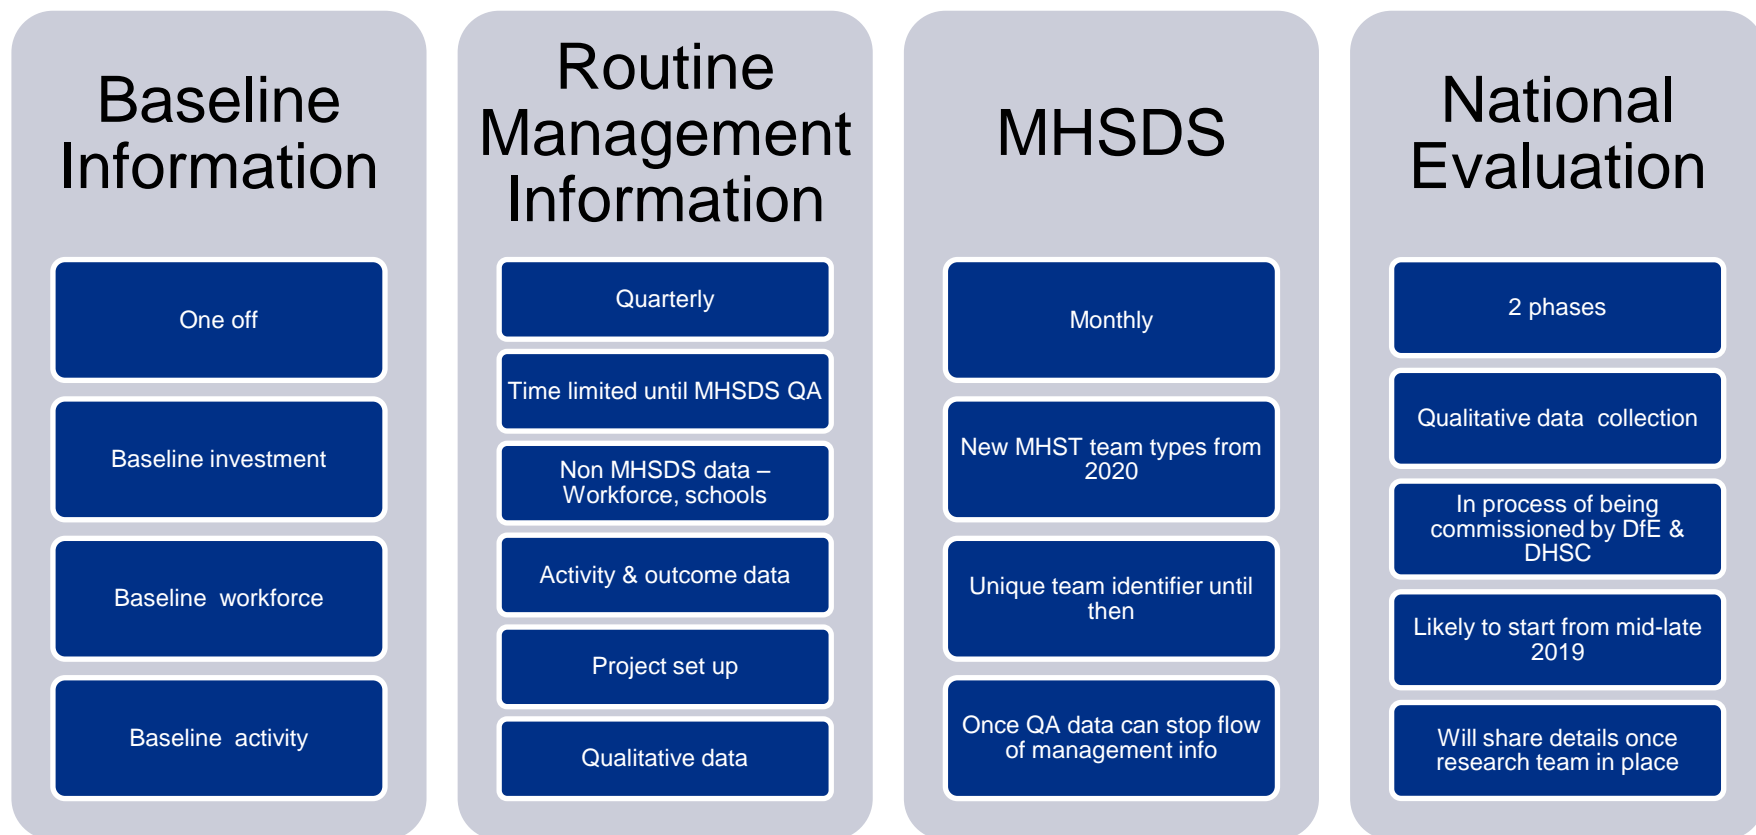 Baseline
Information
One off
Baseline investment
Baseline  workforce
Baseline  activity
Routine
Management
Information
Quarterly
Time limited until MHSDS QA
Non MHSDS data –
Workforce, schools
Activity & outcome data
Project set up
Qualitative data
MHSDS
Monthly
New MHST team types from
2020
Unique team identifier until
then
Once QA data can stop flow
of management info
National
Evaluation
2 phases
Qualitative data  collection
In process of being
commissioned by DfE &
DHSC
Likely to start from mid-late
2019
Will share details once
research team in place